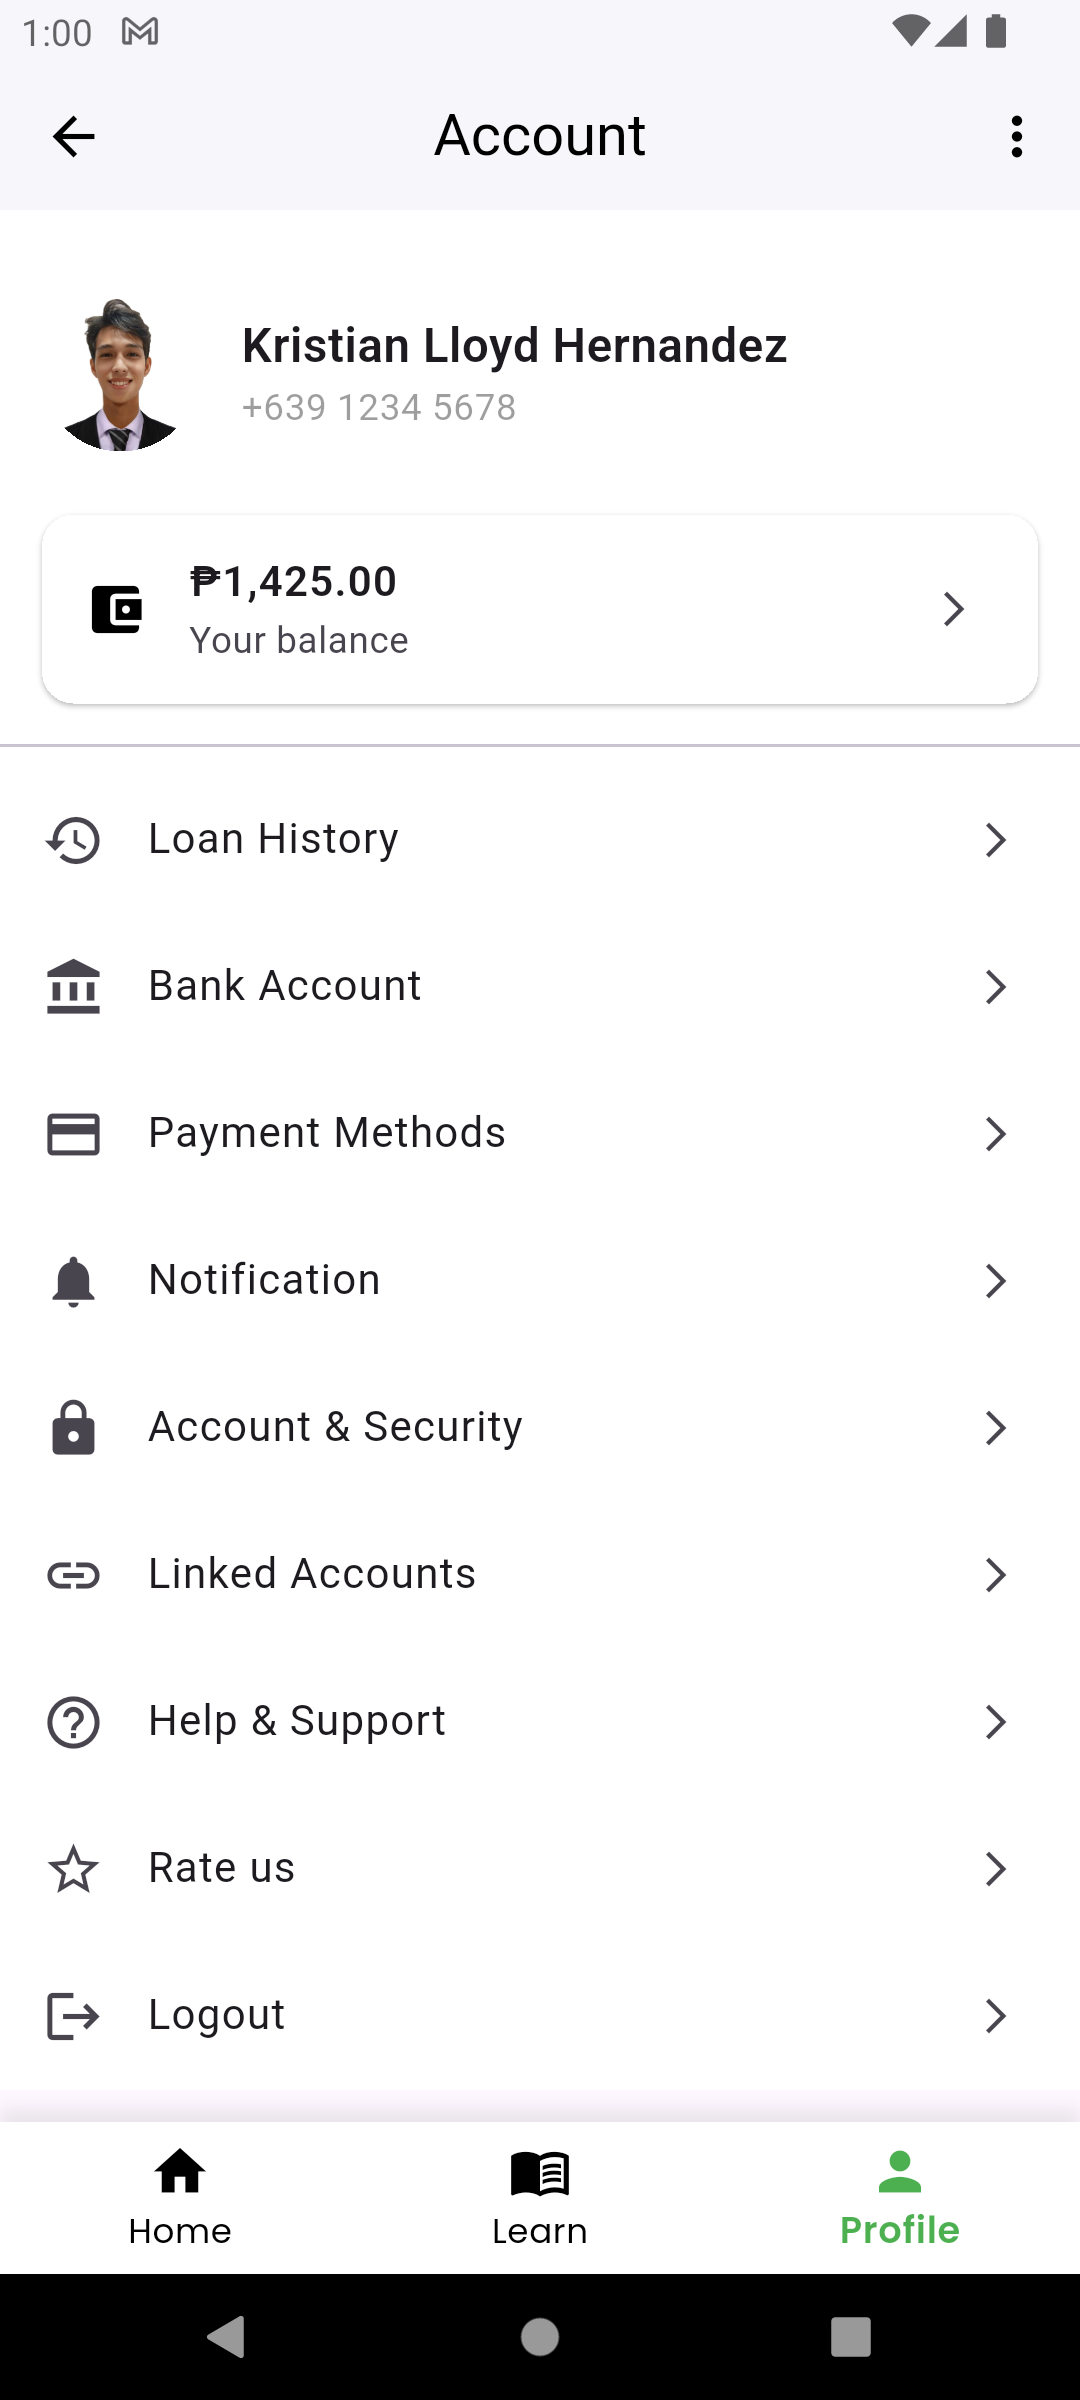 1:00
Account
Kristian Lloyd Hernandez
+639 1234 5678
₱1,425.00
Your balance
Loan History
Bank Account
Payment Methods
Notification
Account & Security
Linked Accounts
Help & Support
Rate us
Logout
Home Learn Profile